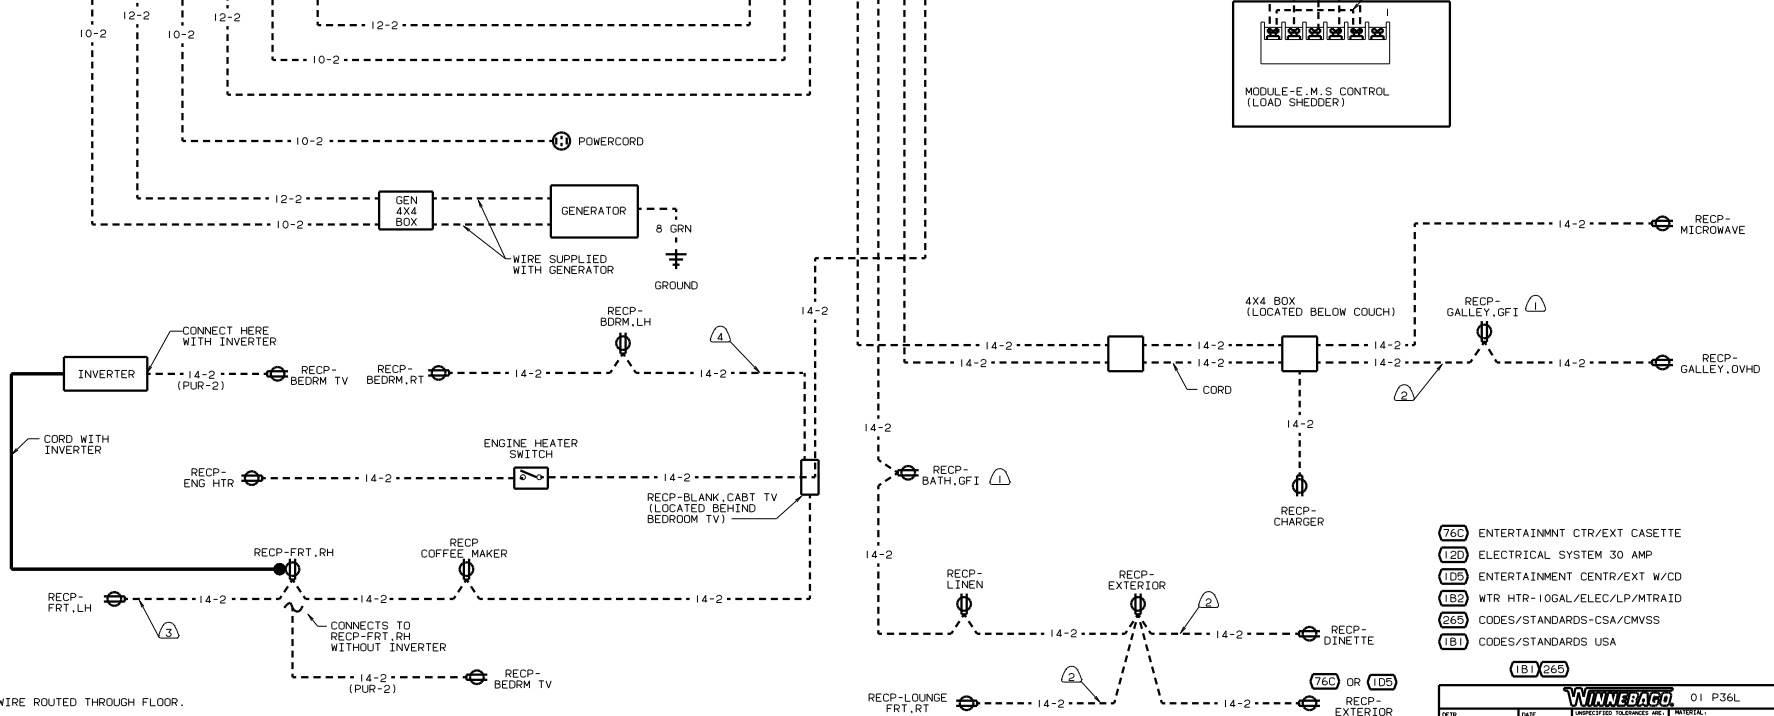 12-2
12-2
12-2
10-2
10-2
10-2
MODULE-E.M.S CONTROL
(LOAD SHEDDER)
10-2
POWERCORD
12-2
GEN
4X4
BOX
GENERATOR
10-2
8 GRN
WIRE SUPPLIED
WITH GENERATOR
GROUND
14-2
RECP-
MICROWAVE
14-2
RECP-
BDRM,LH
4X4 BOX
(LOCATED BELOW COUCH)
RECP-
GALLEY,GFI
1
CONNECT HERE
WITH INVERTER
4
14-2
14-2
14-2
INVERTER
14-2
(PUR-2)
RECP-
BEDRM TV
RECP-
BEDRM,RT
14-2
14-2
14-2
14-2
14-2
14-2
RECP-
GALLEY,OVHD
CORD
2
CORD WITH
INVERTER
ENGINE HEATER
SWITCH
14-2
14-2
RECP-
ENG HTR
14-2
14-2
RECP-
BATH,GFI
1
RECP-BLANK,CABT TV
(LOCATED BEHIND
BEDROOM TV)
RECP-
CHARGER
76C ENTERTAINMNT CTR/EXT CASETTE
12D ELECTRICAL SYSTEM 30 AMP
1D5 ENTERTAINMENT CENTR/EXT W/CD
1B2 WTR HTR-10GAL/ELEC/LP/MTRAID
265 CODES/STANDARDS-CSA/CMVSS
1B1 CODES/STANDARDS USA
RECP-FRT,RH
RECP
COFFEE MAKER
14-2
RECP-
LINEN
RECP-
EXTERIOR
RECP-
FRT,LH
14-2
14-2
14-2
3
2
CONNECTS TO
RECP-FRT,RH
WITHOUT INVERTER
14-2
14-2
RECP-
DINETTE
14-2
(PUR-2)
RECP-
BEDRM TV
2
1B1 265
76C OR 1D5
WIRE ROUTED THROUGH FLOOR.
RECP-LOUNGE
FRT,RT
14-2
14-2
RECP-
EXTERIOR
WINNEBAGO
01 P36L
DATE
UNSPECIFIED TOLERANCES ARE:
MATERIAL: